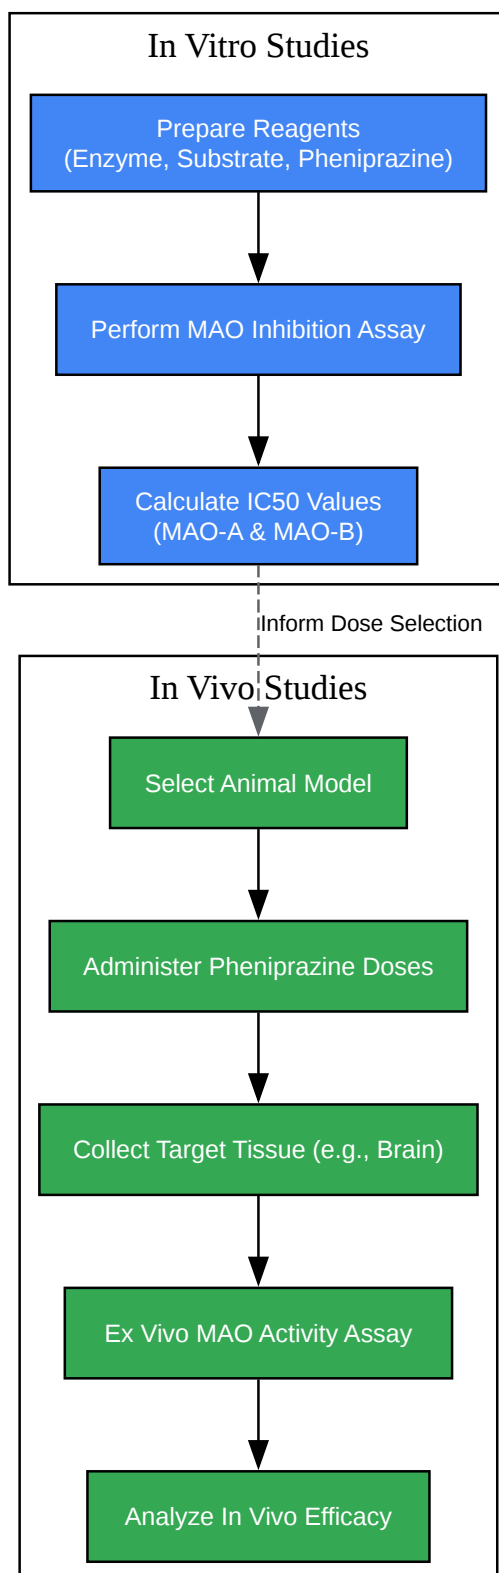 In Vitro Studies
Prepare Reagents
(Enzyme, Substrate, Pheniprazine)
Perform MAO Inhibition Assay
Calculate IC50 Values
(MAO-A & MAO-B)
Inform Dose Selection
In Vivo Studies
Select Animal Model
Administer Pheniprazine Doses
Collect Target Tissue (e.g., Brain)
Ex Vivo MAO Activity Assay
Analyze In Vivo Efficacy